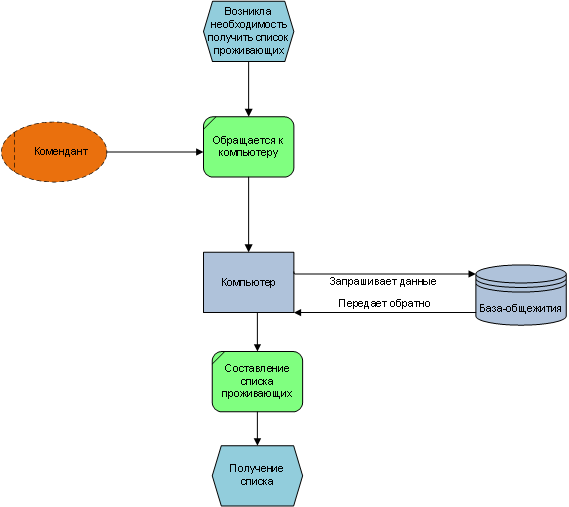 Возникла
необходимость
получить список
проживающих
Обращается к
компьютеру
Комендант
Компьютер
Запрашивает данные
Передает обратно
База-общежития
Составление
списка
проживающих
Получение
списка